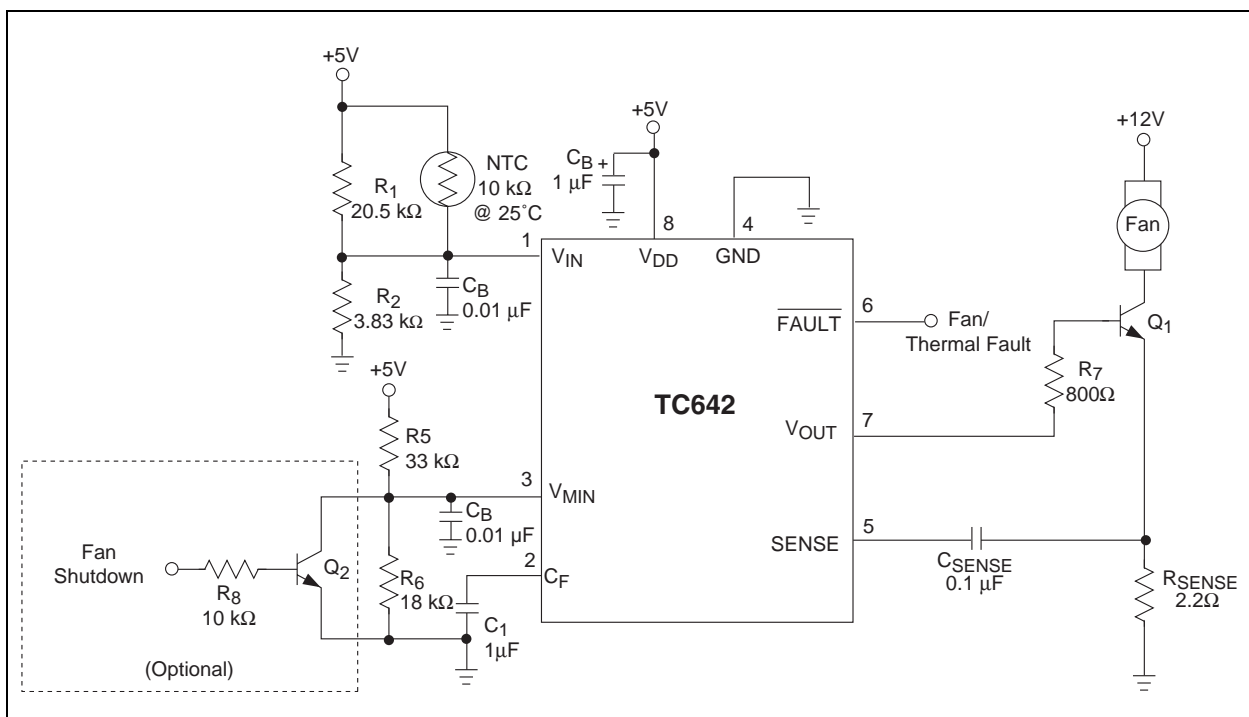 +5V
R1
20.5 kΩ
NTC
10 kΩ
@ 25˚C
R2
3.83 kΩ
CB
0.01 µF
+5V
CB +
1 µF
8
4
1
VIN
VDD
GND
+12V
Fan
Q1
FAULT
6
Fan/
Thermal Fault
R7
800Ω
TC642
VOUT
7
+5V
R5
33 kΩ
3
VMIN
CB
0.01 µF
SENSE
5
CSENSE
0.1 µF
RSENSE
2.2Ω
Fan
Shutdown
R8
10 kΩ
Q2
R6
18 kΩ
2
CF
C1
1µF
(Optional)